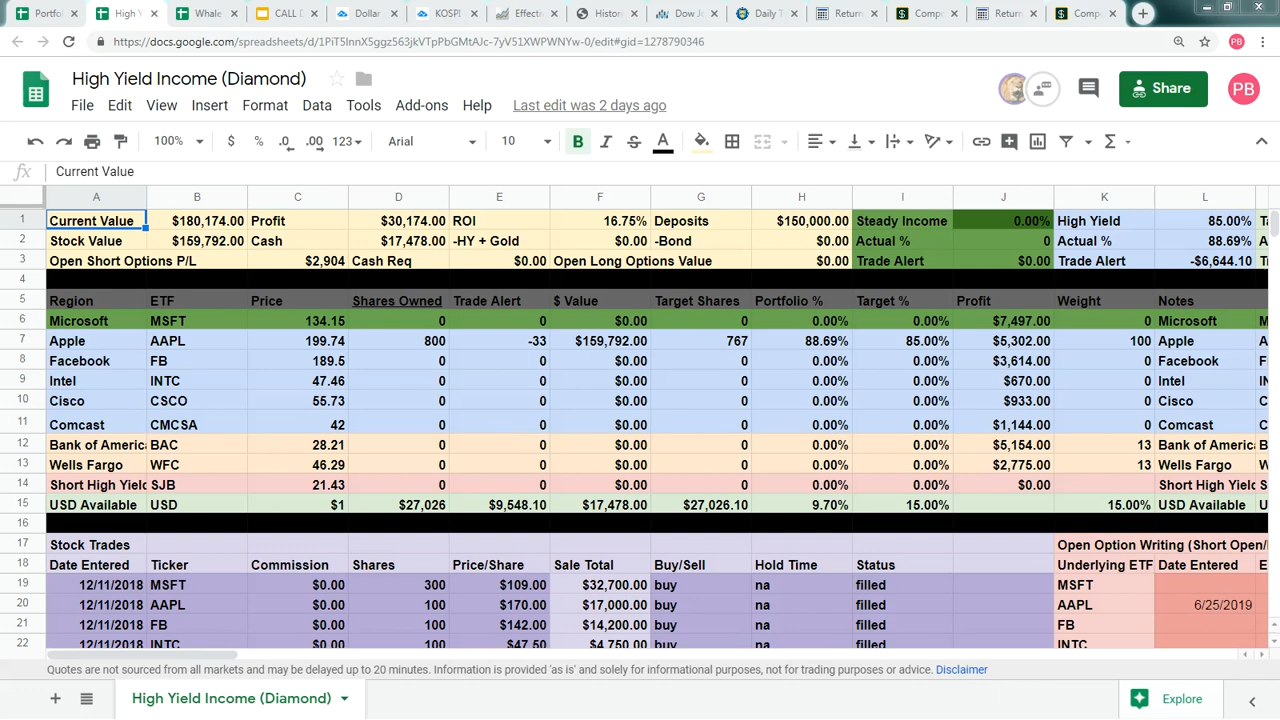 Portfo
High Y
Whale
CALL D
Dollar
KOSPI
Effect
Histori
Dow J
Daily T
Return
Compo
Return
Compo
https://docs.google.com/spreadsheets/d/1PiT5InnX5ggz563jkVTpPbGMtAJc-7yV51XWPWNYw-0/edit#gid=1278790346
PB
High Yield Income (Diamond)
File Edit View Insert Format Data Tools Add-ons Help Last edit was 2 days ago
Share
PB
100% $ % .0 .00 123 Arial 10 B I S A
fx Current Value
A B C D E F G H I J K L
1 Current Value $180,174.00 Profit $30,174.00 ROI 16.75% Deposits $150,000.00 Steady Income 0.00% High Yield 85.00% Ta
2 Stock Value $159,792.00 Cash $17,478.00 -HY + Gold $0.00 -Bond $0.00 Actual % 0 Actual % 88.69% A
3 Open Short Options P/L $2,904 Cash Req $0.00 Open Long Options Value $0.00 Trade Alert $0.00 Trade Alert -$6,644.10 T
4
5 Region ETF Price Shares Owned Trade Alert $ Value Target Shares Portfolio % Target % Profit Weight Notes R
6 Microsoft MSFT 134.15 0 0 $0.00 0 0.00% 0.00% $7,497.00 0 Microsoft M
7 Apple AAPL 199.74 800 -33 $159,792.00 767 88.69% 85.00% $5,302.00 100 Apple A
8 Facebook FB 189.5 0 0 $0.00 0 0.00% 0.00% $3,614.00 0 Facebook F
9 Intel INTC 47.46 0 0 $0.00 0 0.00% 0.00% $670.00 0 Intel IN
10 Cisco CSCO 55.73 0 0 $0.00 0 0.00% 0.00% $933.00 0 Cisco C
11 Comcast CMCSA 42 0 0 $0.00 0 0.00% 0.00% $1,144.00 0 Comcast C
12 Bank of America BAC 28.21 0 0 $0.00 0 0.00% 0.00% $5,154.00 13 Bank of Americ B
13 Wells Fargo WFC 46.29 0 0 $0.00 0 0.00% 0.00% $2,775.00 13 Wells Fargo W
14 Short High Yield SJB 21.43 0 0 $0.00 0 0.00% 0.00% $0.00 Short High Yield S
15 USD Available USD $1 $27,026 $9,548.10 $17,478.00 $27,026.10 9.70% 15.00% 15.00% USD Available U
16
17 Stock Trades Open Option Writing (Short Open/
18 Date Entered Ticker Commission Shares Price/Share Sale Total Buy/Sell Hold Time Status Underlying ETF Date Entered E
19 12/11/2018 MSFT $0.00 300 $109.00 $32,700.00 buy na filled MSFT
20 12/11/2018 AAPL $0.00 100 $170.00 $17,000.00 buy na filled AAPL 6/25/2019
21 12/11/2018 FB $0.00 100 $142.00 $14,200.00 buy na filled FB
22 12/11/2018 INTC $0.00 100 $47.50 $4,750.00 buy na filled INTC
Quotes are not sourced from all markets and may be delayed up to 20 minutes. Information is provided 'as is' and solely for informational purposes, not for trading purposes or advice. Disclaimer
High Yield Income (Diamond)
Explore